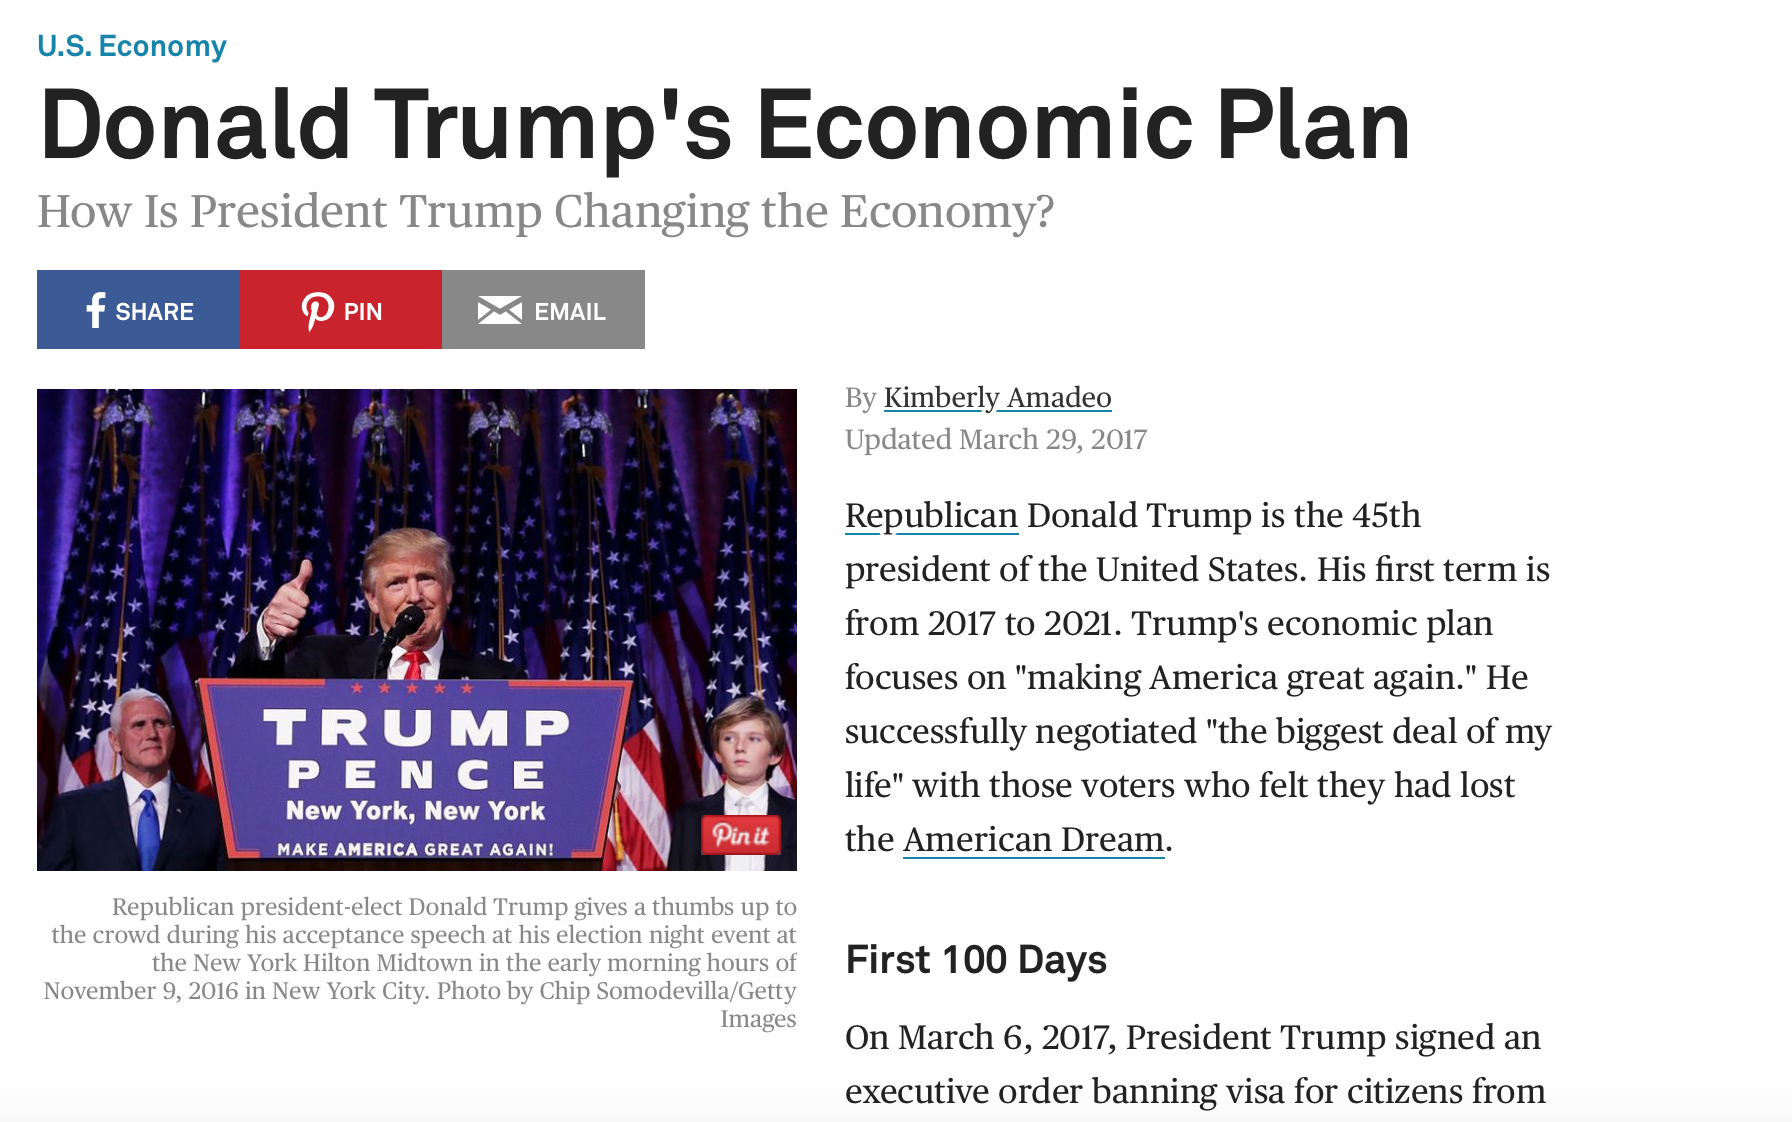 U.S. Economy
Donald Trump's Economic Plan
How Is President Trump Changing the Economy?
SHARE
PIN
EMAIL
TRUMP
PENCE
New York, New York
MAKE AMERICA GREAT AGAIN!
Pin it
Republican president-elect Donald Trump gives a thumbs up to
the crowd during his acceptance speech at his election night event at
the New York Hilton Midtown in the early morning hours of
November 9, 2016 in New York City. Photo by Chip Somodevilla/Getty
Images
By Kimberly Amadeo
Updated March 29, 2017
Republican Donald Trump is the 45th
president of the United States. His first term is
from 2017 to 2021. Trump's economic plan
focuses on "making America great again." He
successfully negotiated "the biggest deal of my
life" with those voters who felt they had lost
the American Dream.
First 100 Days
On March 6, 2017, President Trump signed an
executive order banning visa for citizens from